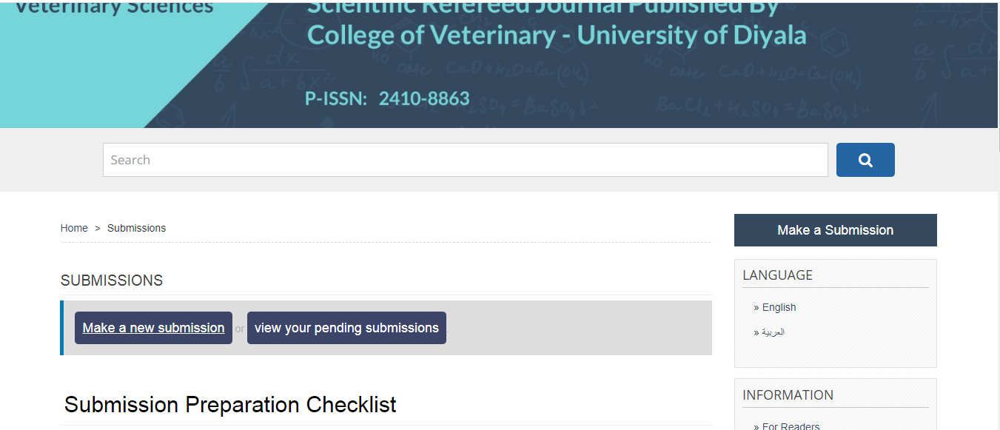 Veterinary Sciences
Scientific Refereed Journal Published By
College of Veterinary - University of Diyala
P-ISSN: 2410-8863
Search
Home > Submissions
SUBMISSIONS
Make a new submission or view your pending submissions
Submission Preparation Checklist
Make a Submission
LANGUAGE
» English
» العربية
INFORMATION
» For Readers